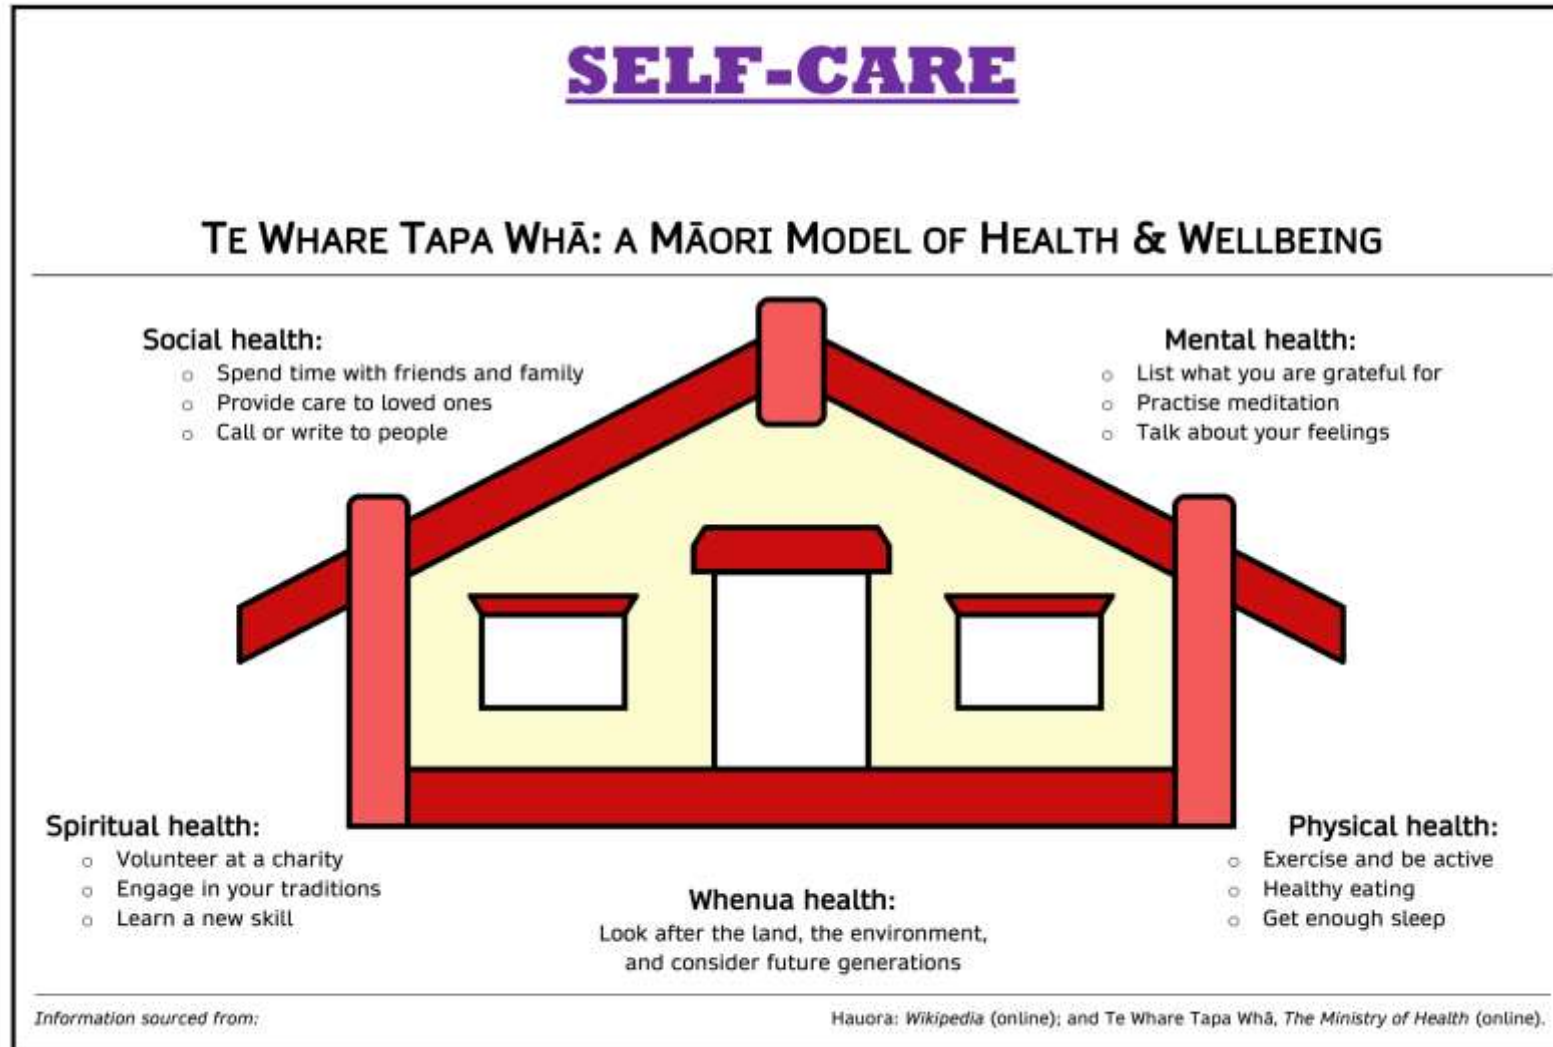 SELF-CARE
TE WHARE TAPA WHĀ: A MĀORI MODEL OF HEALTH & WELLBEING
Social health:
○ Spend time with friends and family
○ Provide care to loved ones
○ Call or write to people
Mental health:
○ List what you are grateful for
○ Practise meditation
○ Talk about your feelings
Spiritual health:
○ Volunteer at a charity
○ Engage in your traditions
○ Learn a new skill
Whenua health:
Look after the land, the environment,
and consider future generations
Physical health:
○ Exercise and be active
○ Healthy eating
○ Get enough sleep
Information sourced from:
Hauora: Wikipedia (online); and Te Whare Tapa Whā, The Ministry of Health (online).